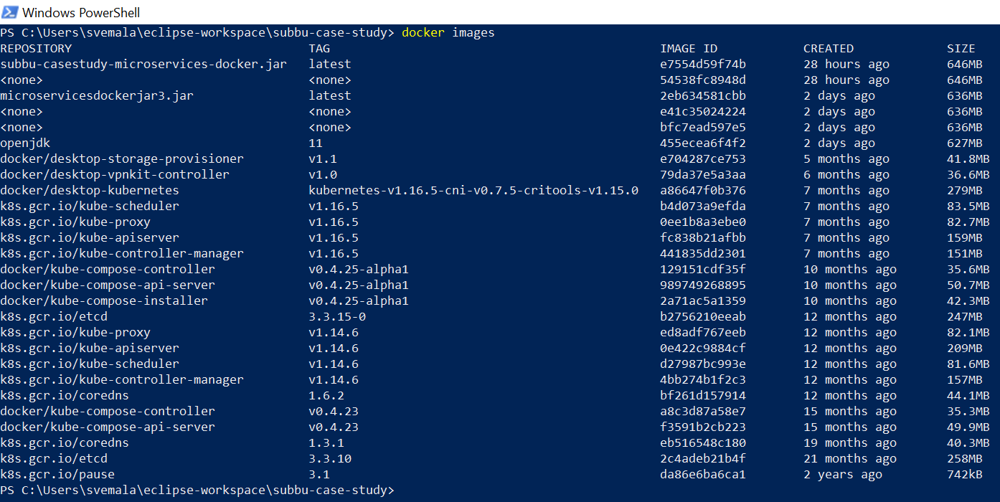 Windows PowerShell
PS C:\Users\svemala\eclipse-workspace\subbu-case-study> docker images
REPOSITORY TAG IMAGE ID CREATED SIZE
subbu-casestudy-microservices-docker.jar latest e7554d59f74b 28 hours ago 646MB
<none> <none> 54538fc8948d 28 hours ago 646MB
microservicesdockerjar3.jar latest 2eb634581cbb 2 days ago 636MB
<none> <none> e41c35024224 2 days ago 636MB
<none> <none> bfc7ead597e5 2 days ago 636MB
openjdk 11 455ecea6f4f2 2 days ago 627MB
docker/desktop-storage-provisioner v1.1 e704287ce753 5 months ago 41.8MB
docker/desktop-vpnkit-controller v1.0 79da37e5a3aa 6 months ago 36.6MB
docker/desktop-kubernetes kubernetes-v1.16.5-cni-v0.7.5-critools-v1.15.0 a86647f0b376 7 months ago 279MB
k8s.gcr.io/kube-scheduler v1.16.5 b4d073a9efda 7 months ago 83.5MB
k8s.gcr.io/kube-proxy v1.16.5 0ee1b8a3ebe0 7 months ago 82.7MB
k8s.gcr.io/kube-apiserver v1.16.5 fc838b21afbb 7 months ago 159MB
k8s.gcr.io/kube-controller-manager v1.16.5 441835dd2301 7 months ago 151MB
docker/kube-compose-controller v0.4.25-alpha1 129151cdf35f 10 months ago 35.6MB
docker/kube-compose-api-server v0.4.25-alpha1 989749268895 10 months ago 50.7MB
docker/kube-compose-installer v0.4.25-alpha1 2a71ac5a1359 10 months ago 42.3MB
k8s.gcr.io/etcd 3.3.15-0 b2756210eeab 12 months ago 247MB
k8s.gcr.io/kube-proxy v1.14.6 ed8adf767eeb 12 months ago 82.1MB
k8s.gcr.io/kube-apiserver v1.14.6 0e422c9884cf 12 months ago 209MB
k8s.gcr.io/kube-scheduler v1.14.6 d27987bc993e 12 months ago 81.6MB
k8s.gcr.io/kube-controller-manager v1.14.6 4bb274b1f2c3 12 months ago 157MB
k8s.gcr.io/coredns 1.6.2 bf261d157914 12 months ago 44.1MB
docker/kube-compose-controller v0.4.23 a8c3d87a58e7 15 months ago 35.3MB
docker/kube-compose-api-server v0.4.23 f3591b2cb223 15 months ago 49.9MB
k8s.gcr.io/coredns 1.3.1 eb516548c180 19 months ago 40.3MB
k8s.gcr.io/etcd 3.3.10 2c4adeb21b4f 21 months ago 258MB
k8s.gcr.io/pause 3.1 da86e6ba6ca1 2 years ago 742kB
PS C:\Users\svemala\eclipse-workspace\subbu-case-study>